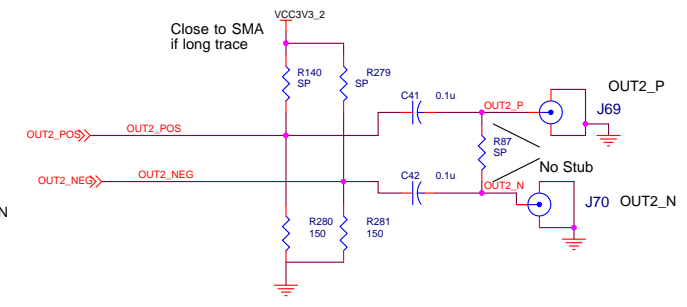 VCC3V3_2
Close to SMA
if long trace
R140
SP
R279
SP
C41
0.1u
OUT2_P
OUT2_P
J69
OUT2_POS
OUT2_POS
R87
SP
No Stub
OUT2_NEG
OUT2_NEG
C42
0.1u
OUT2_N
J70
OUT2_N
N
R280
150
R281
150